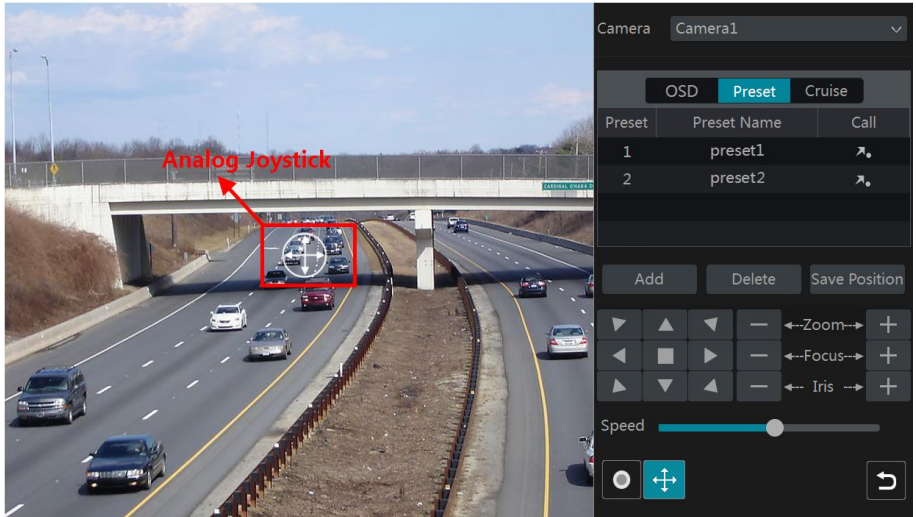 Camera Camera1
OSD Preset Cruise
Preset Preset Name Call
1 preset1
2 preset2
Add Delete Save Position
Zoom
Focus
Iris
Speed
Analog Joystick
CARDINAL O'HARA